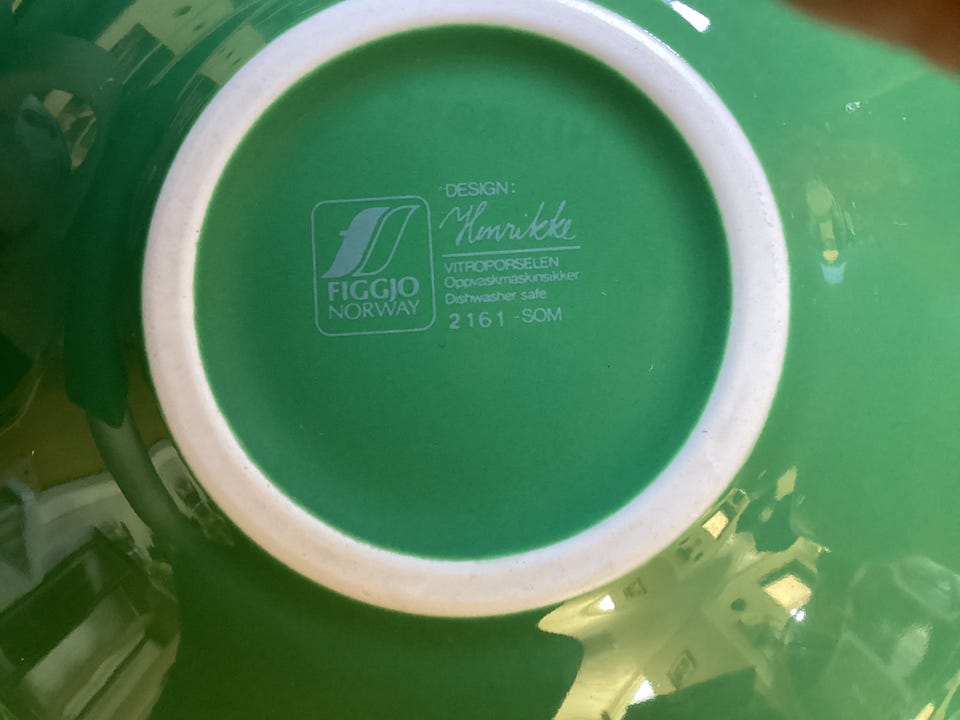 DESIGN:
Henrikke
VITROPORSELEN
Oppvaskmaskinsikker
Dishwasher safe
2161-SOM
FIGGJO
NORWAY